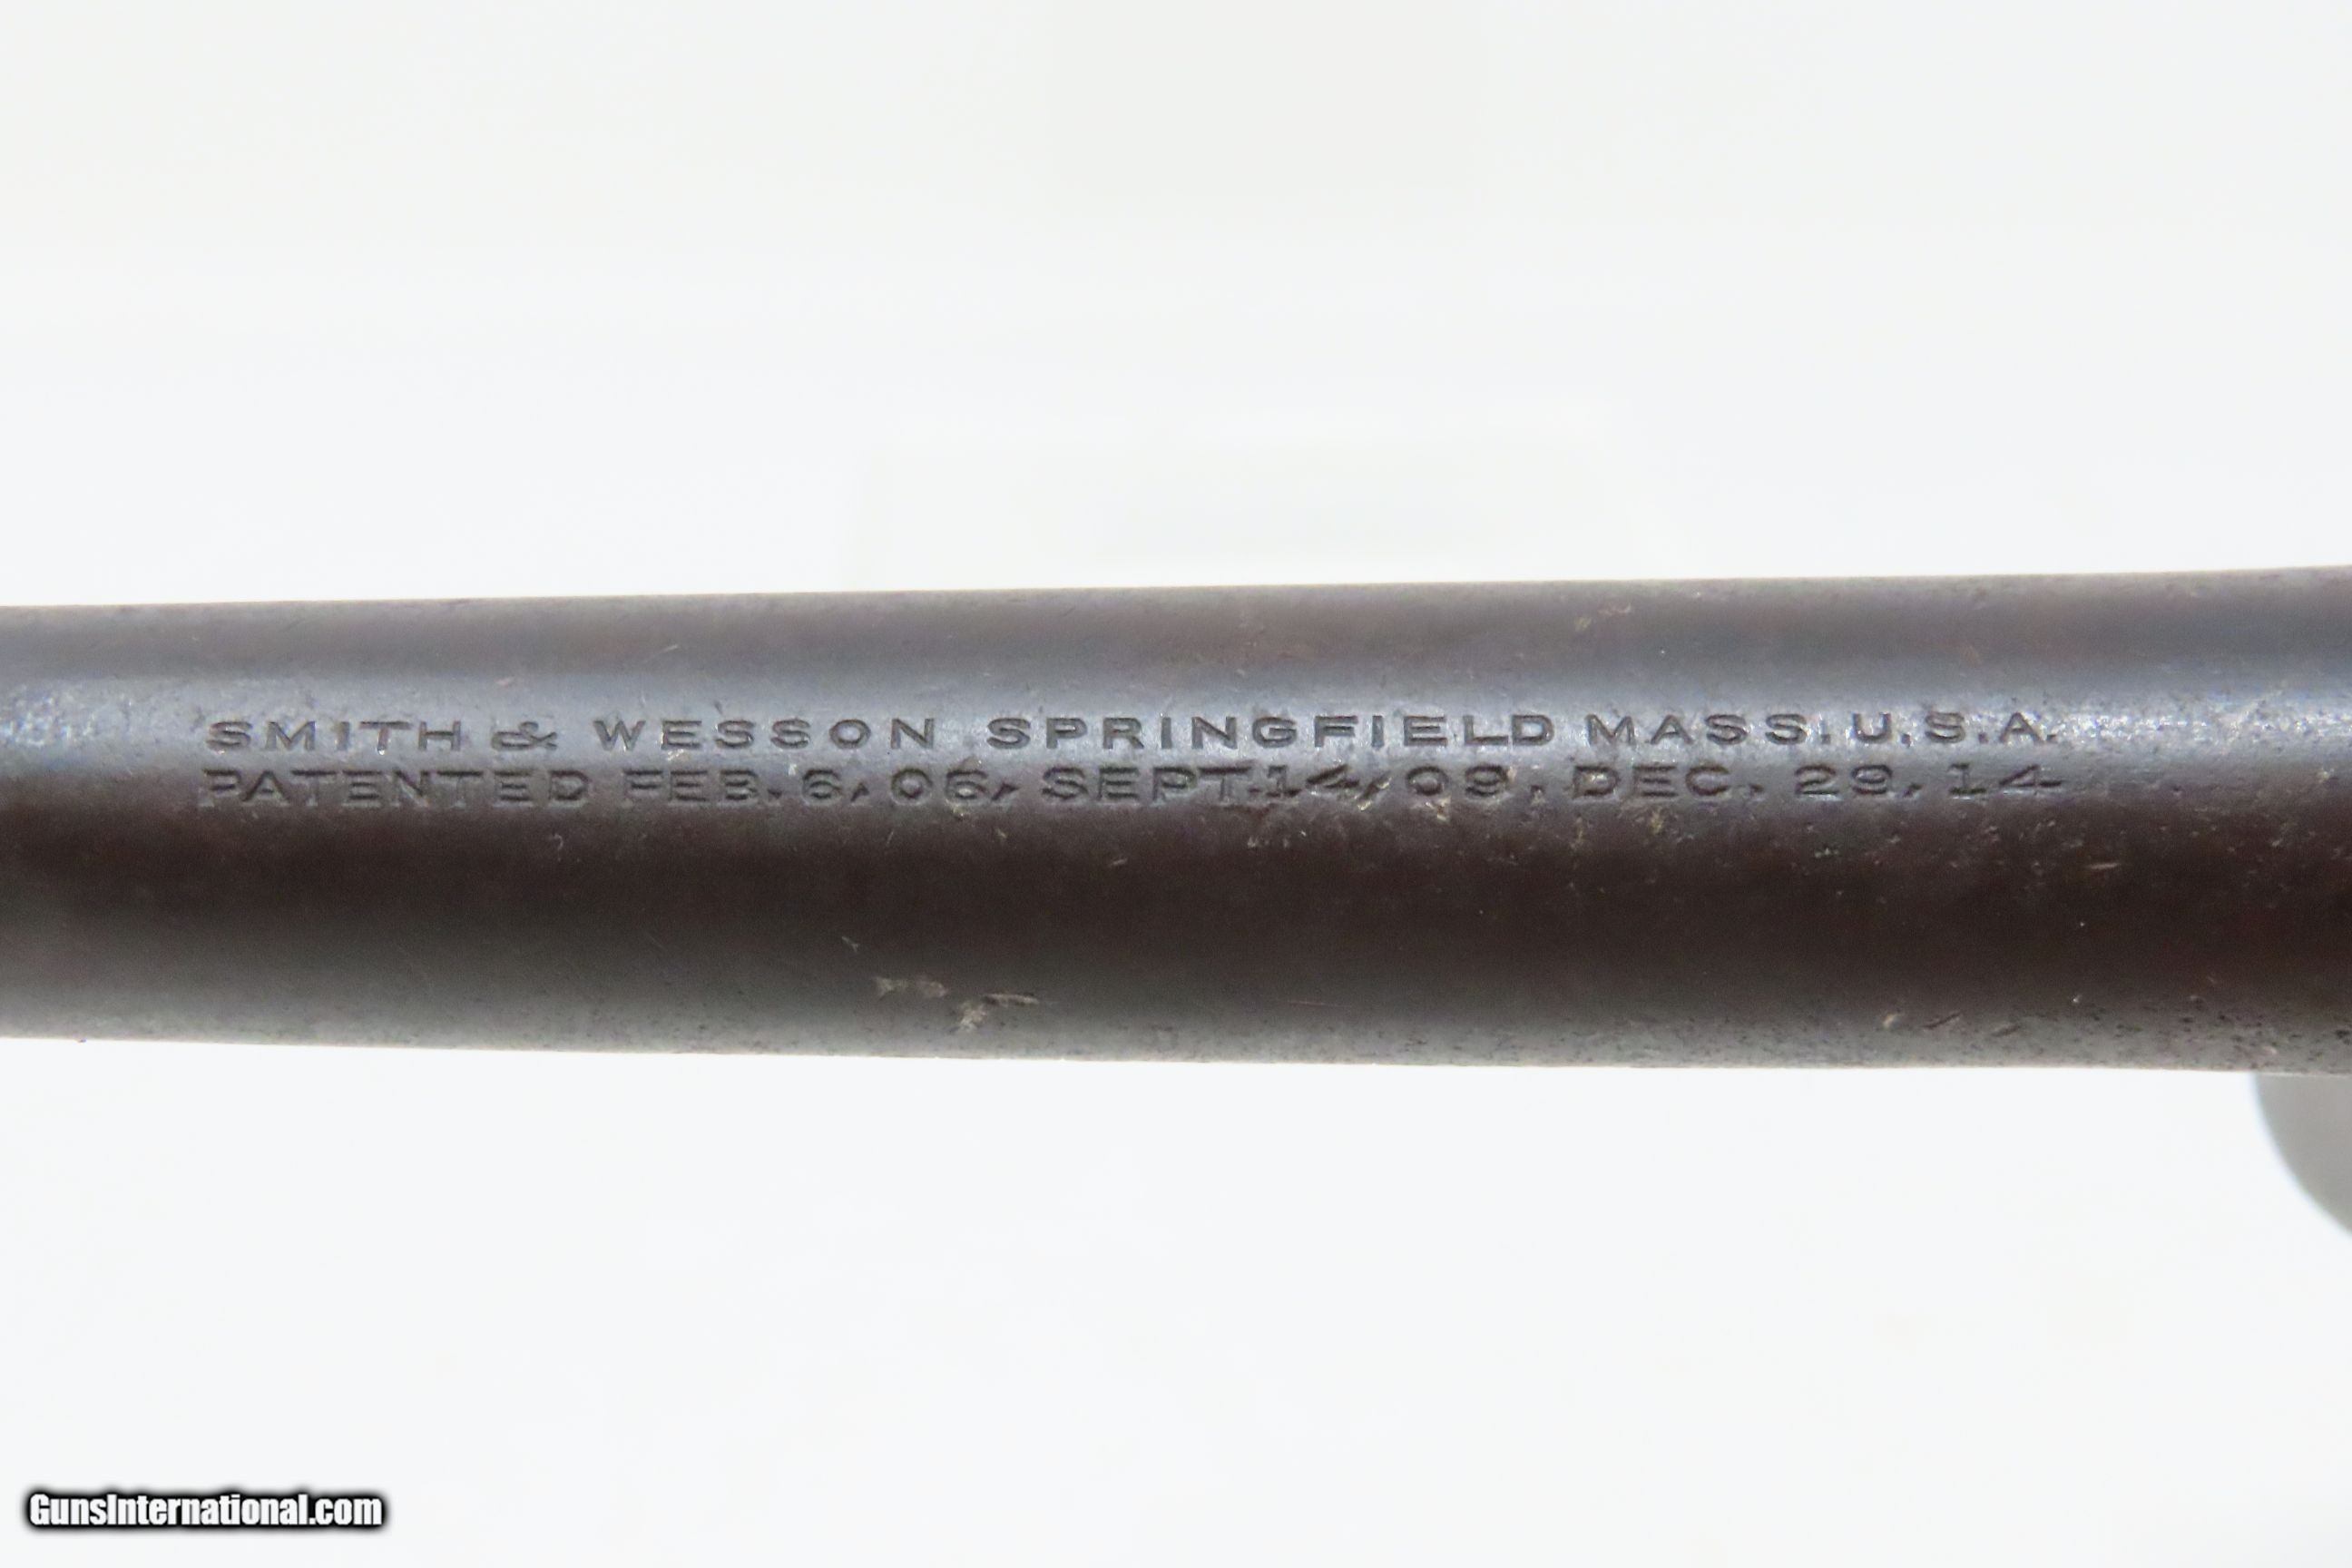 SMITH & WESSON SPRINGFIELD MASS. U.S.A.
PATENTED FEB. 6, 06, SEPT. 14, 09, DEC. 29, 14
GunsInternational.com